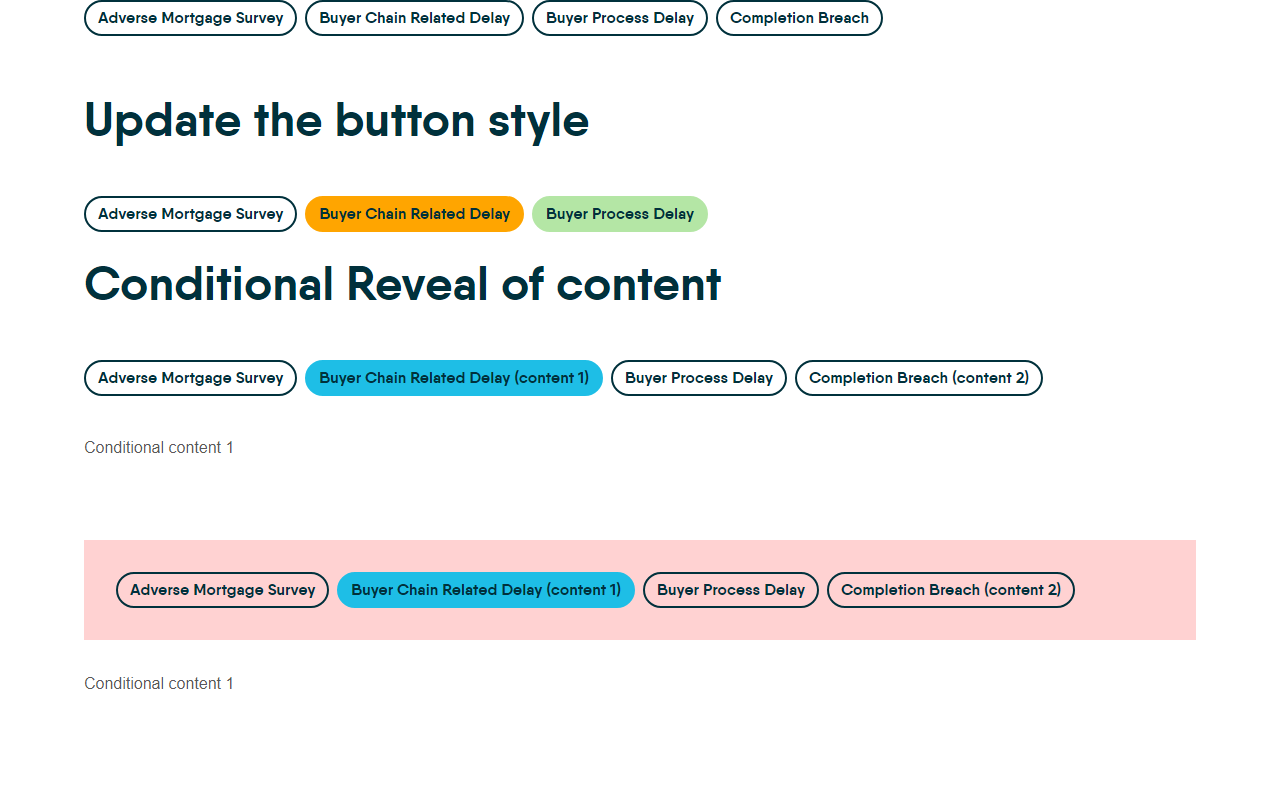 Adverse Mortgage Survey Buyer Chain Related Delay Buyer Process Delay Completion Breach
Update the button style
Adverse Mortgage Survey Buyer Chain Related Delay Buyer Process Delay
Conditional Reveal of content
Adverse Mortgage Survey Buyer Chain Related Delay (content 1) Buyer Process Delay Completion Breach (content 2)
Conditional content 1
Adverse Mortgage Survey Buyer Chain Related Delay (content 1) Buyer Process Delay Completion Breach (content 2)
Conditional content 1